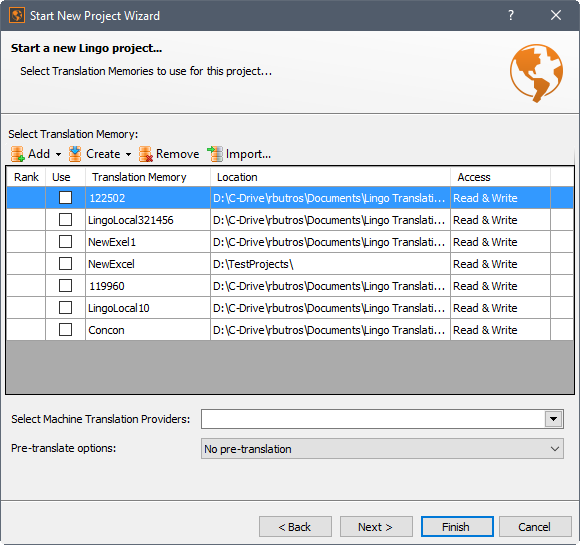 Start New Project Wizard ?
Start a new Lingo project...
Select Translation Memories to use for this project...
Select Translation Memory:
Add Create Remove Import...
Rank Use Translation Memory Location Access
122502 D:\C-Drive\rbutros\Documents\Lingo Translati... Read & Write
LingoLocal321456 D:\C-Drive\rbutros\Documents\Lingo Translati... Read & Write
NewExel1 D:\C-Drive\rbutros\Documents\Lingo Translati... Read & Write
NewExcel D:\TestProjects\ Read & Write
119960 D:\C-Drive\rbutros\Documents\Lingo Translati... Read & Write
LingoLocal10 D:\C-Drive\rbutros\Documents\Lingo Translati... Read & Write
Concon D:\C-Drive\rbutros\Documents\Lingo Translati... Read & Write
Select Machine Translation Providers:
Pre-translate options: No pre-translation
< Back Next > Finish Cancel